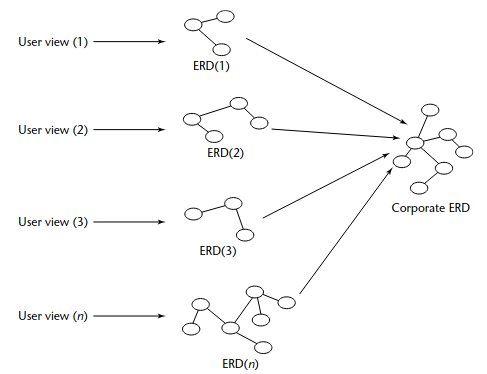 User view (1)
ERD(1)
User view (2)
ERD(2)
Corporate ERD
User view (3)
ERD(3)
User view (n)
ERD(n)